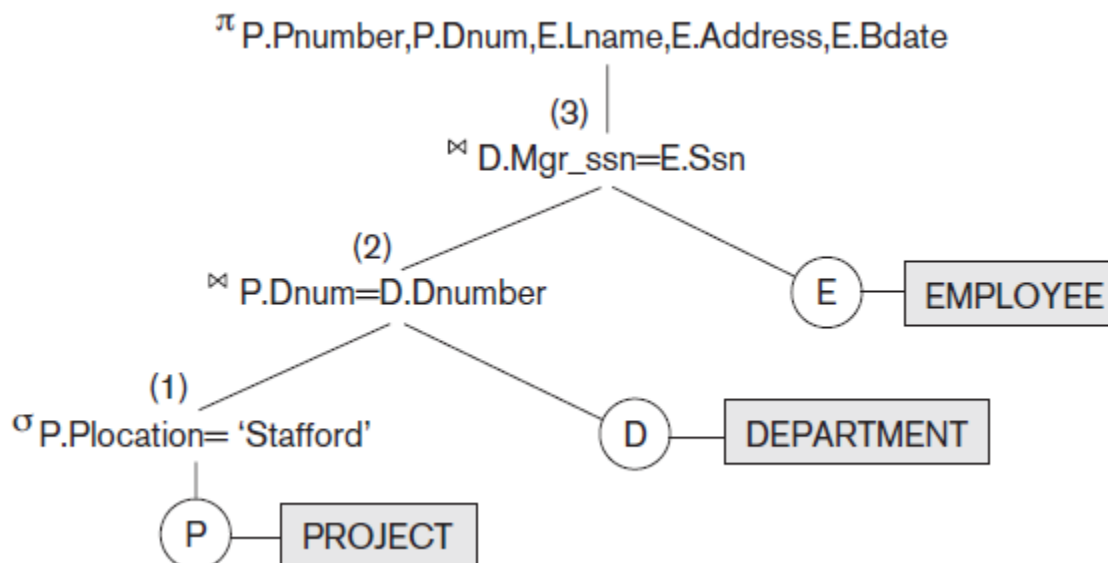 π P.Pnumber,P.Dnum,E.Lname,E.Address,E.Bdate
(3)
⋈ D.Mgr_ssn=E.Ssn
(2)
⋈ P.Dnum=D.Dnumber
E
EMPLOYEE
(1)
σ P.Plocation= ‘Stafford’
D
DEPARTMENT
P
PROJECT